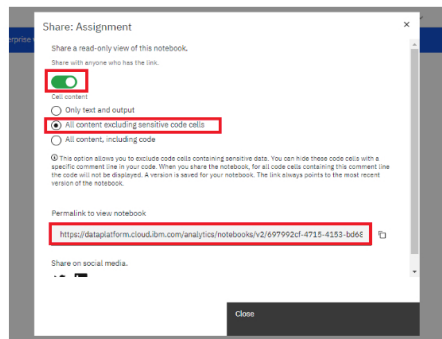 Share: Assignment
×
erprise
Share a read-only view of this notebook.
Share with anyone who has the link.
Cell content
Only text and output
All content excluding sensitive code cells
All content, including code
This option allows you to exclude code cells containing sensitive data. You can hide these code cells with a
specific comment line in your code. When you share the notebook, for all code cells containing this comment line
the code will not be displayed. A version is saved for your notebook. The link always points to the most recent
version of the notebook.
Permalink to view notebook
https://dataplatform.cloud.ibm.com/analytics/notebooks/v2/697992cf-4715-4153-bd68
Share on social media.
Close